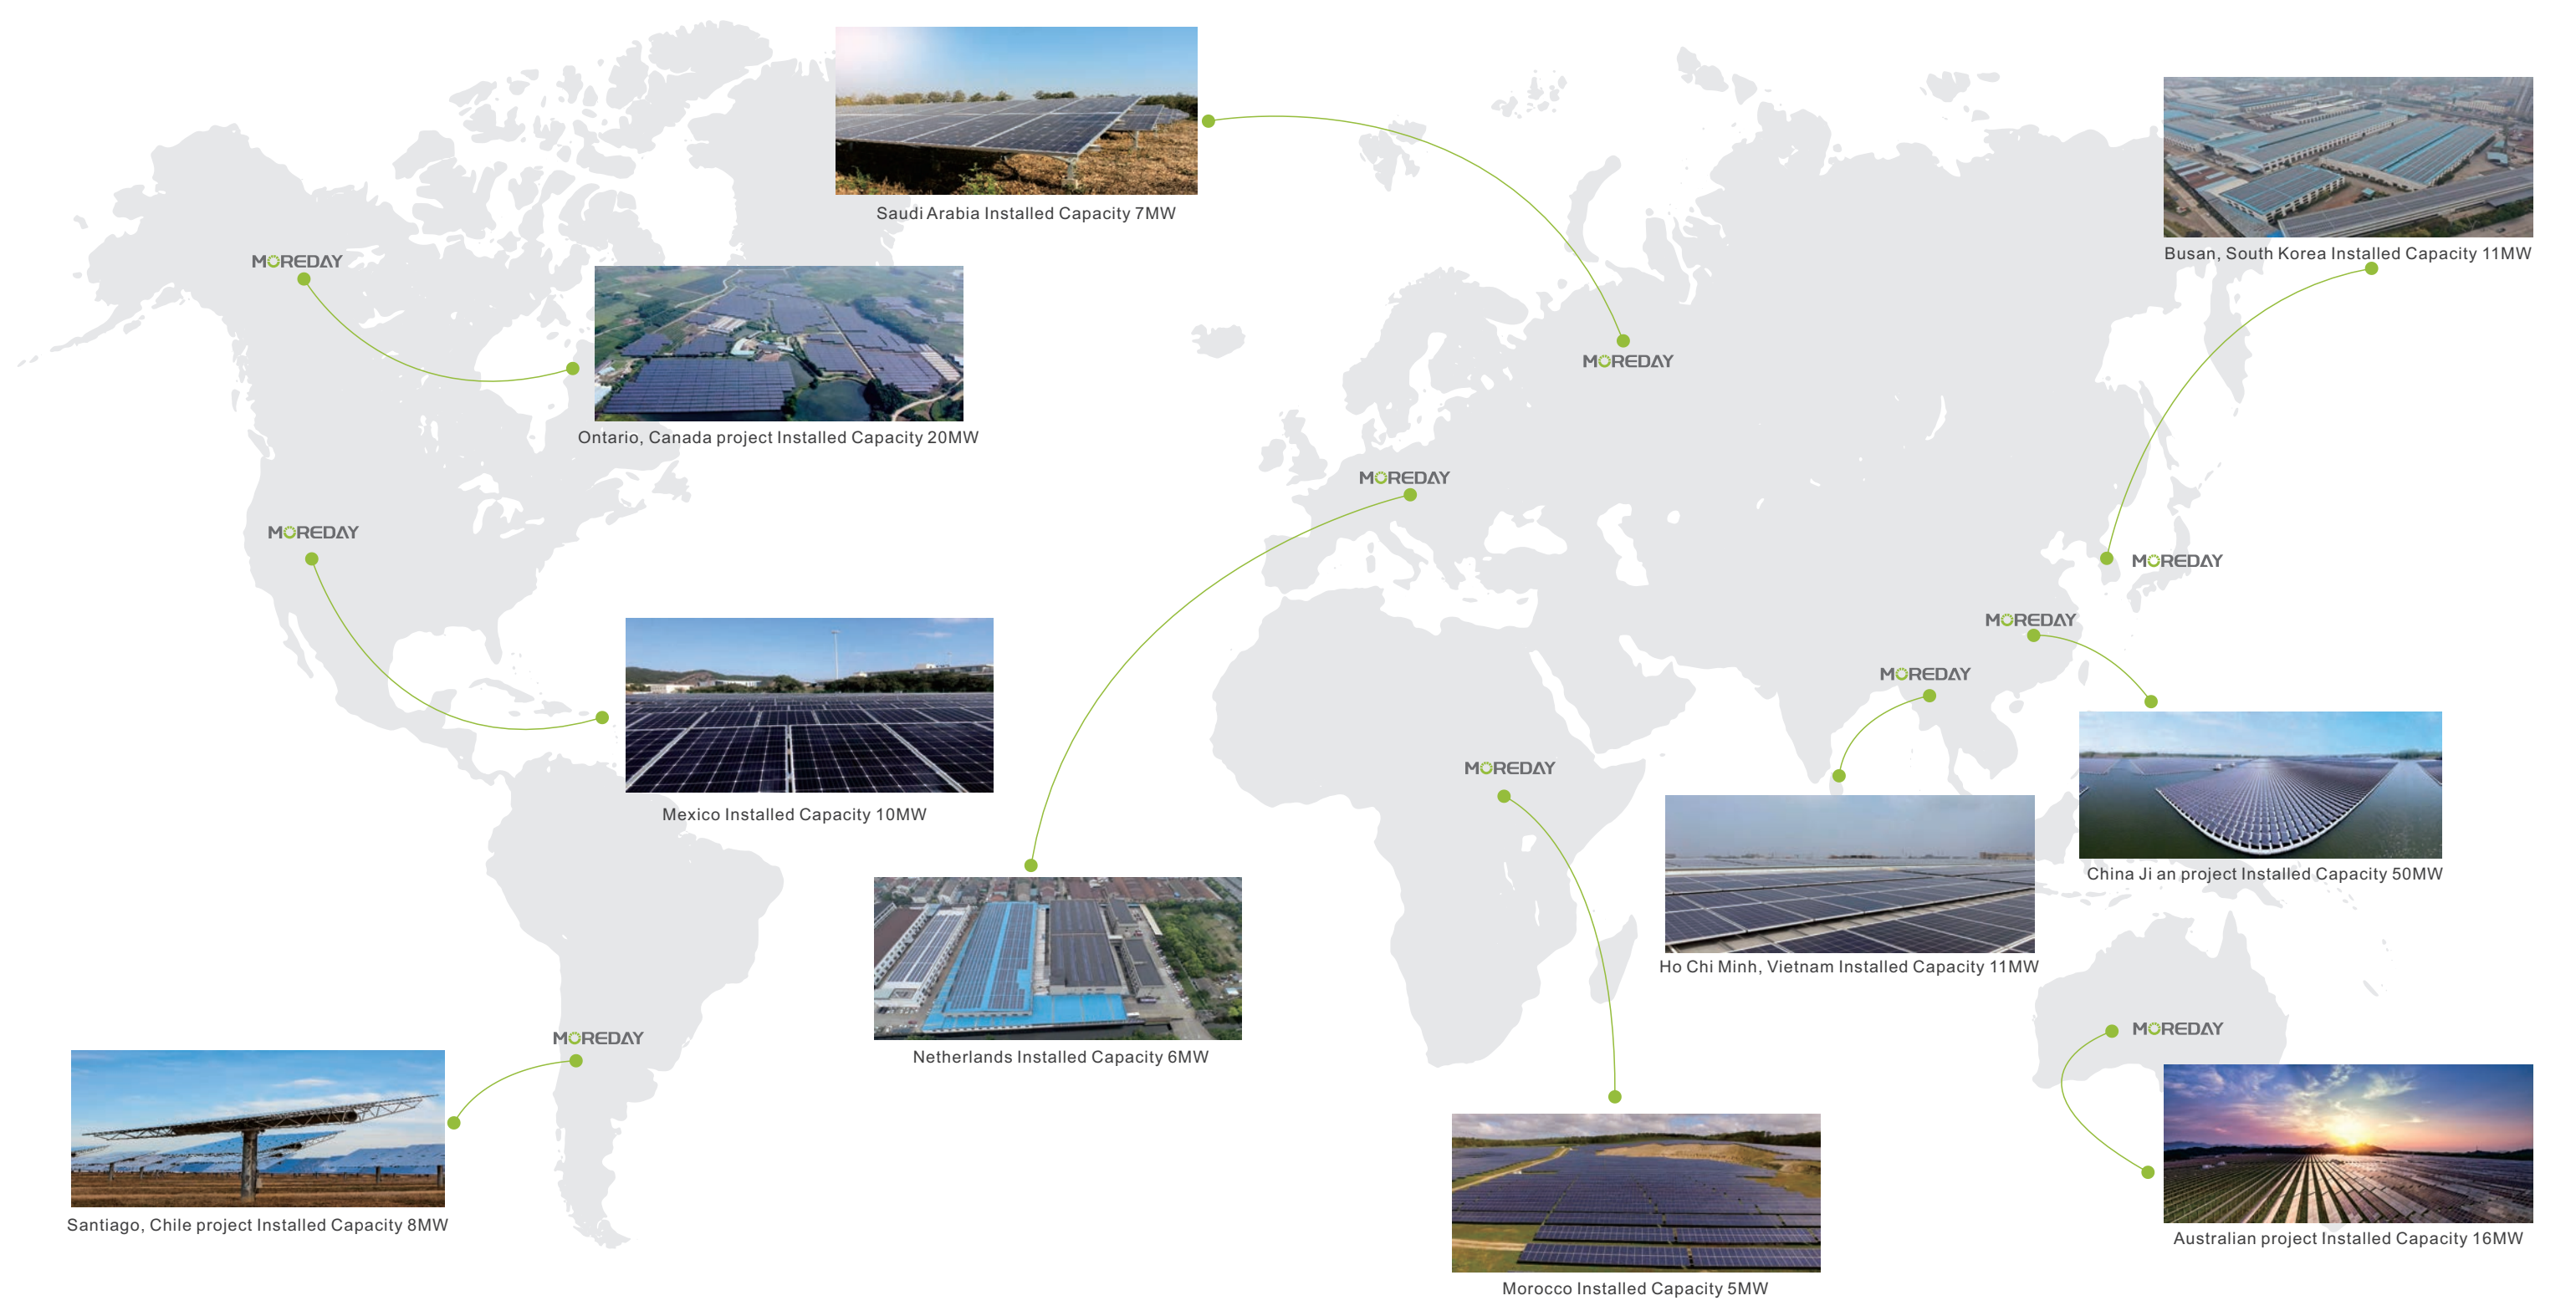 Saudi Arabia Installed Capacity 7MW
Busan, South Korea Installed Capacity 11MW
MOREDAY
MOREDAY
Ontario, Canada project Installed Capacity 20MW
MOREDAY
MOREDAY
MOREDAY
MOREDAY
MOREDAY
MOREDAY
Mexico Installed Capacity 10MW
China Ji an project Installed Capacity 50MW
Ho Chi Minh, Vietnam Installed Capacity 11MW
MOREDAY
MOREDAY
Netherlands Installed Capacity 6MW
Santiago, Chile project Installed Capacity 8MW
Australian project Installed Capacity 16MW
Morocco Installed Capacity 5MW